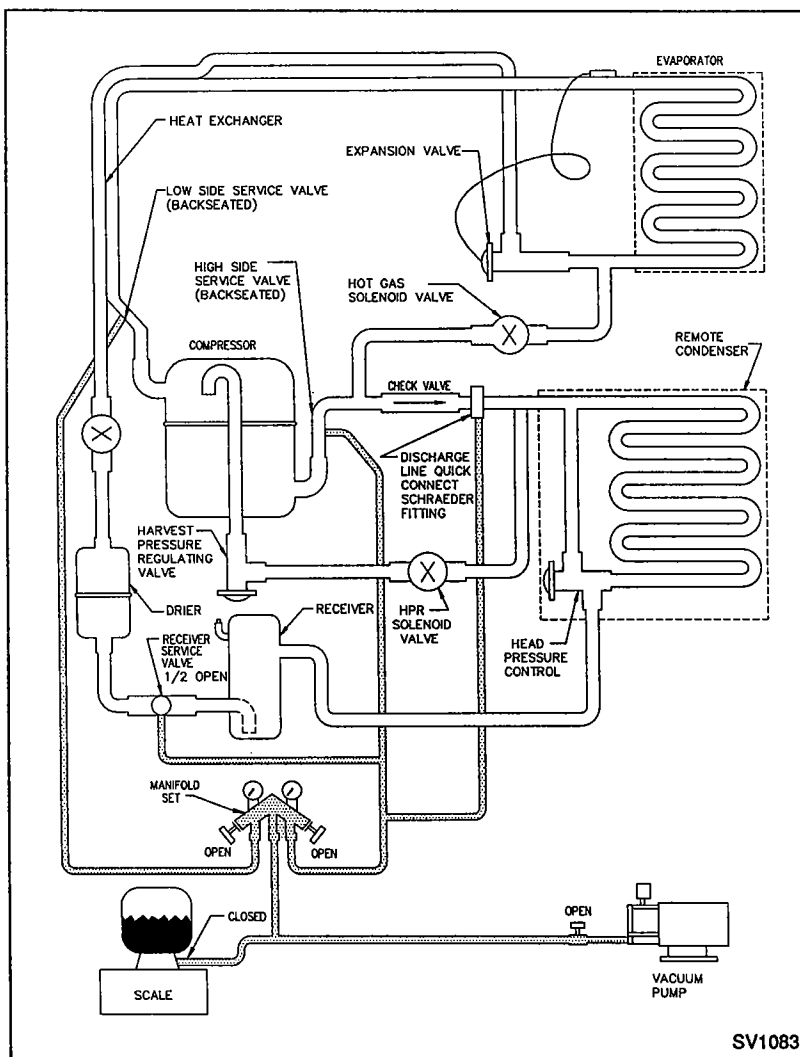 EVAPORATOR
HEAT EXCHANGER
EXPANSION VALVE
LOW SIDE SERVICE VALVE
(BACKSEATED)
HIGH SIDE
SERVICE VALVE
(BACKSEATED)
HOT GAS
SOLENOID VALVE
REMOTE
CONDENSER
COMPRESSOR
CHECK VALVE
DISCHARGE
LINE QUICK
CONNECT
SCHRAEDER
FITTING
HARVEST
PRESSURE
REGULATING
VALVE
DRIER
RECEIVER
HPR
SOLENOID
VALVE
RECEIVER
SERVICE
VALVE
1/2 OPEN
HEAD
PRESSURE
CONTROL
MANIFOLD
SET
OPEN
OPEN
CLOSED
OPEN
SCALE
VACUUM
PUMP
SV1083